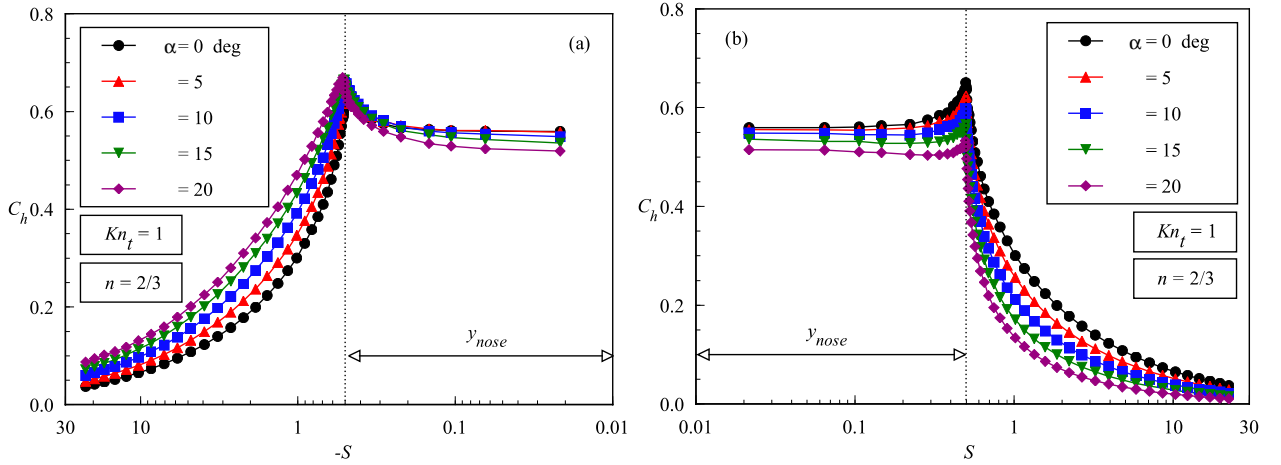 0.8
0.6
0.4
0.2
0.0
C_h
α = 0 deg
= 5
= 10
= 15
= 20
Kn_t = 1
n = 2/3
(a)
y_nose
30 10 1 0.1 0.01
-S
0.8
0.6
0.4
0.2
0.0
C_h
(b)
α = 0 deg
= 5
= 10
= 15
= 20
Kn_t = 1
n = 2/3
y_nose
0.01 0.1 1 10 30
S